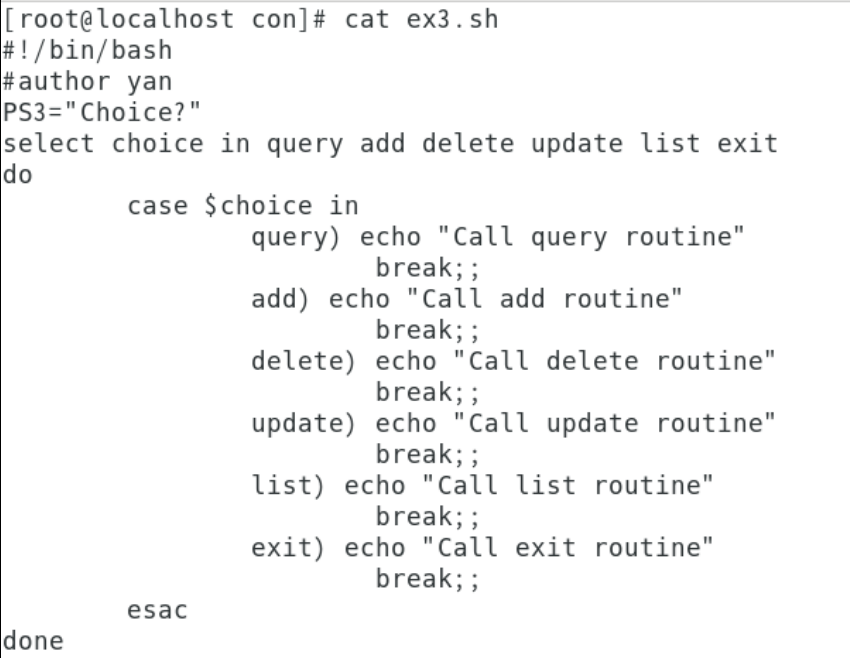 [root@localhost con]# cat ex3.sh
#!/bin/bash
#author yan
PS3="Choice?"
select choice in query add delete update list exit
do
        case $choice in
                query) echo "Call query routine"
                        break;;
                add) echo "Call add routine"
                        break;;
                delete) echo "Call delete routine"
                        break;;
                update) echo "Call update routine"
                        break;;
                list) echo "Call list routine"
                        break;;
                exit) echo "Call exit routine"
                        break;;
        esac
done